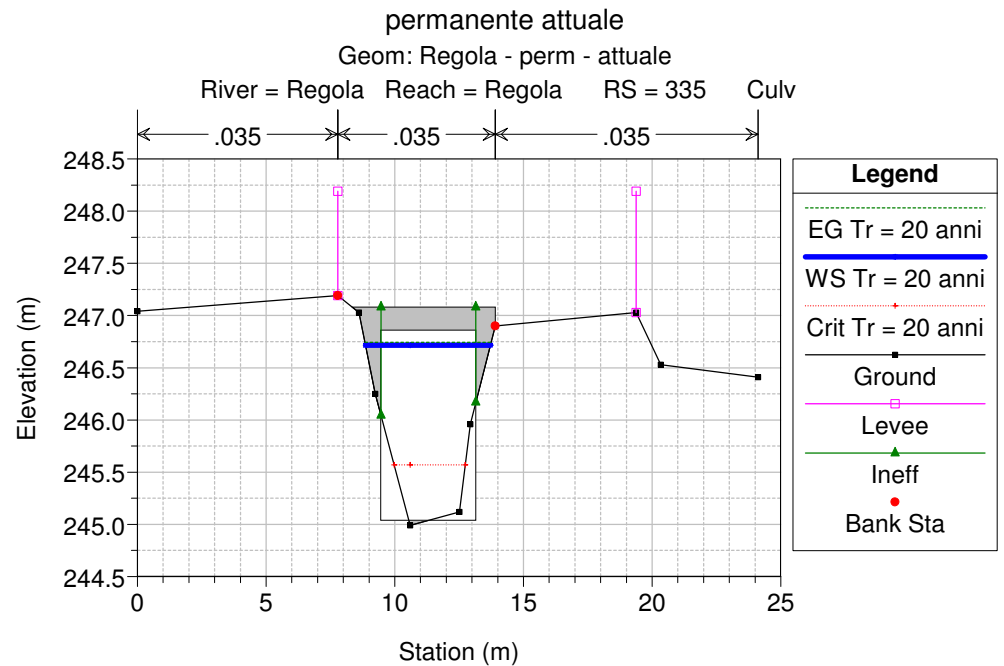 permanente attuale
Geom: Regola - perm - attuale
River = Regola Reach = Regola RS = 335 Culv
.035 .035 .035
248.5
248.0
247.5
247.0
246.5
246.0
245.5
245.0
244.5
0 5 10 15 20 25
Station (m)
Elevation (m)
Legend
EG Tr = 20 anni
WS Tr = 20 anni
Crit Tr = 20 anni
Ground
Levee
Ineff
Bank Sta